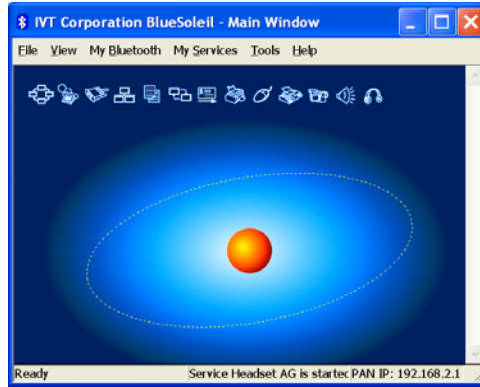 IVT Corporation BlueSoleil - Main Window
File View My Bluetooth My Services Tools Help
Ready Service Headset AG is started PAN IP: 192.168.2.1